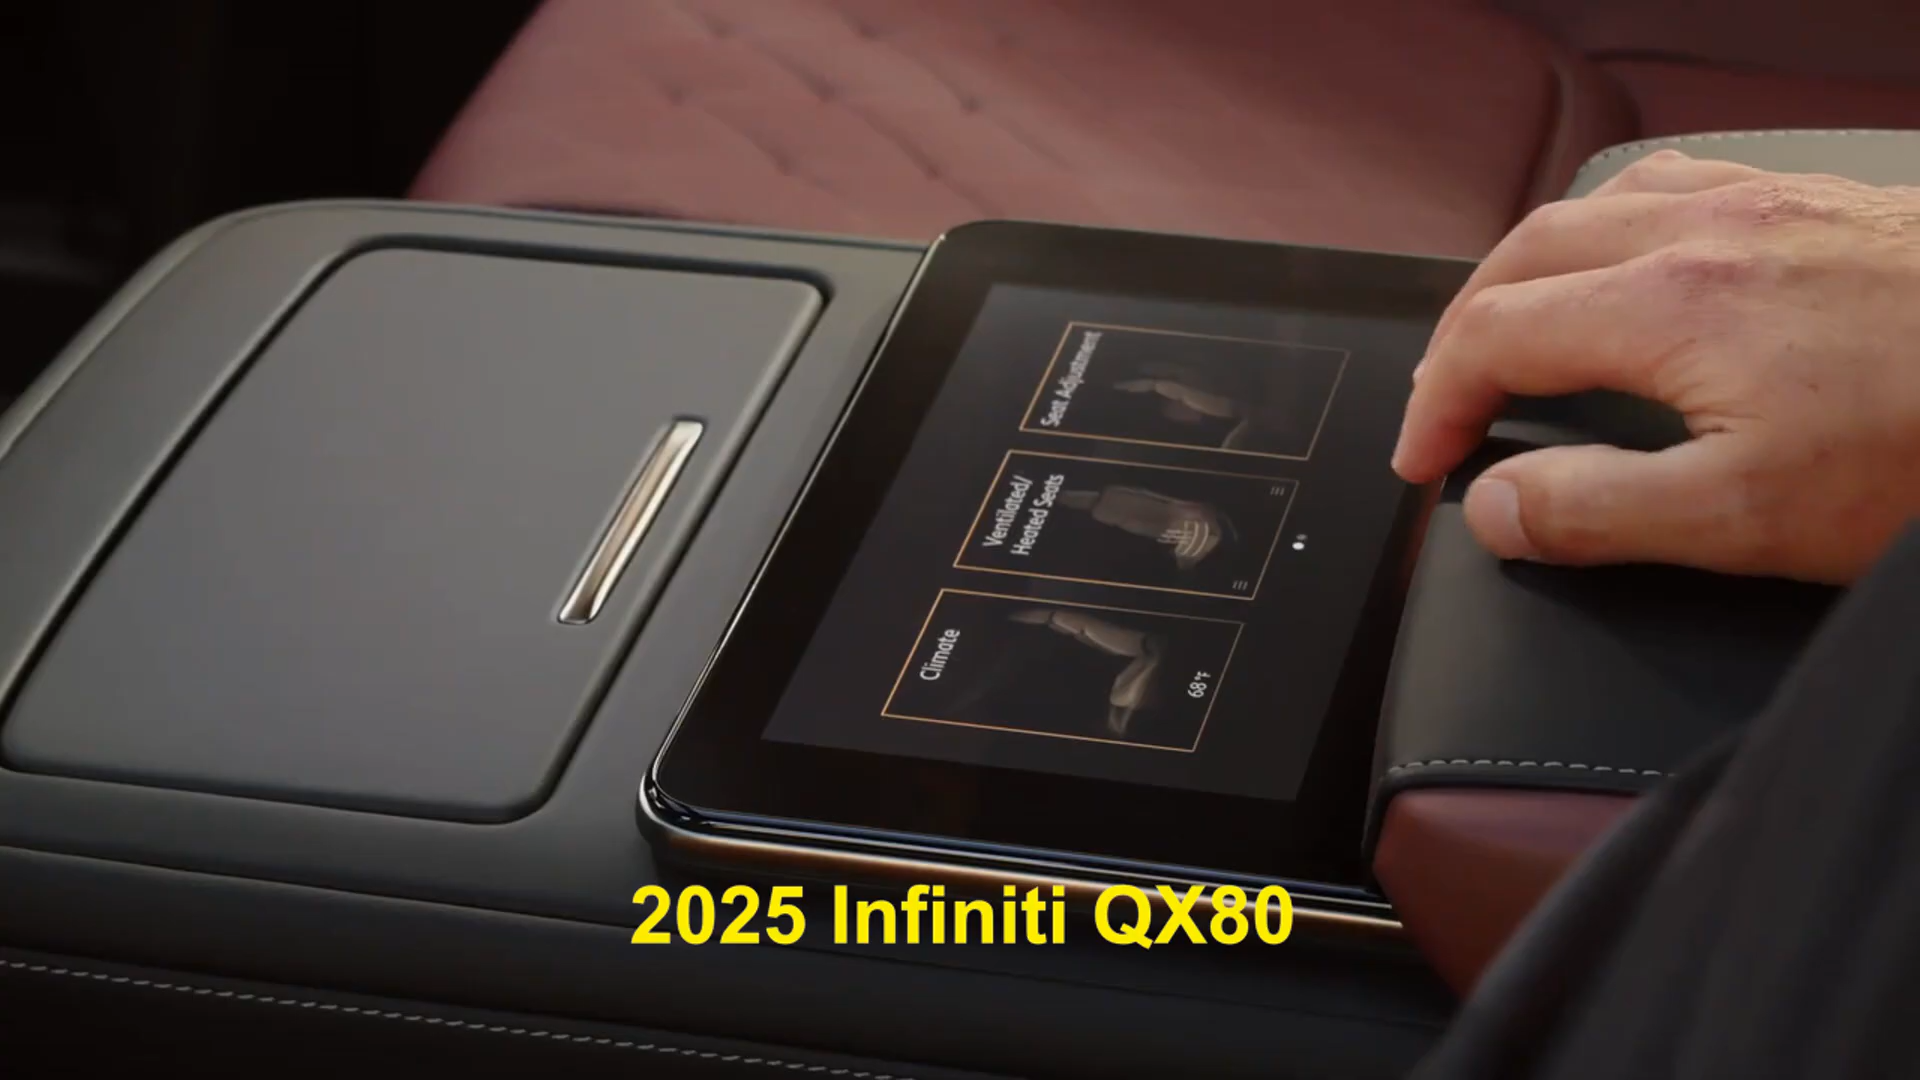 Seat Adjustment
Ventilated/
Heated Seats
Climate
68°F
2025 Infiniti QX80